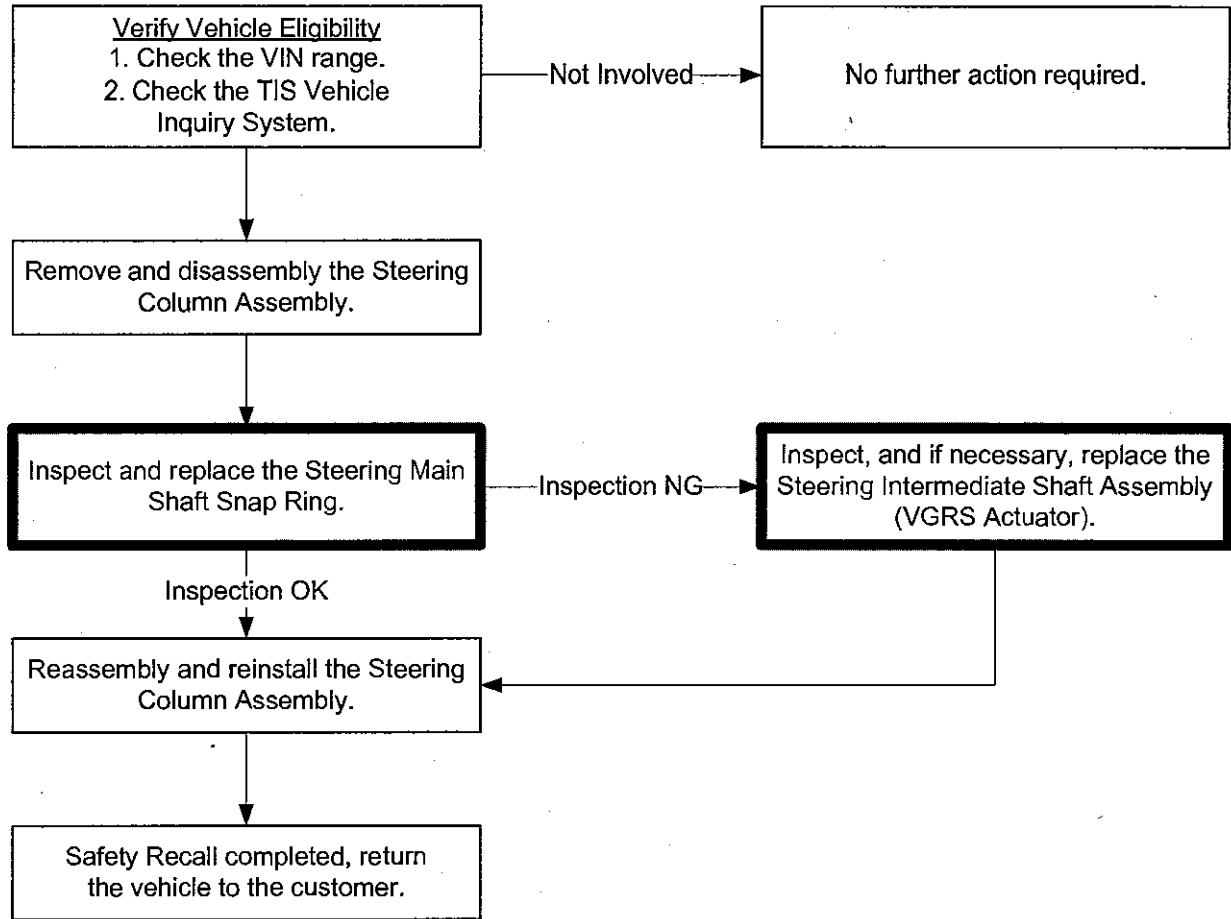 Verify Vehicle Eligibility
1. Check the VIN range.
2. Check the TIS Vehicle
Inquiry System.
Not Involved
No further action required.
Remove and disassembly the Steering
Column Assembly.
Inspect and replace the Steering Main
Shaft Snap Ring.
Inspection NG
Inspect, and if necessary, replace the
Steering Intermediate Shaft Assembly
(VGRS Actuator).
Inspection OK
Reassembly and reinstall the Steering
Column Assembly.
Safety Recall completed, return
the vehicle to the customer.